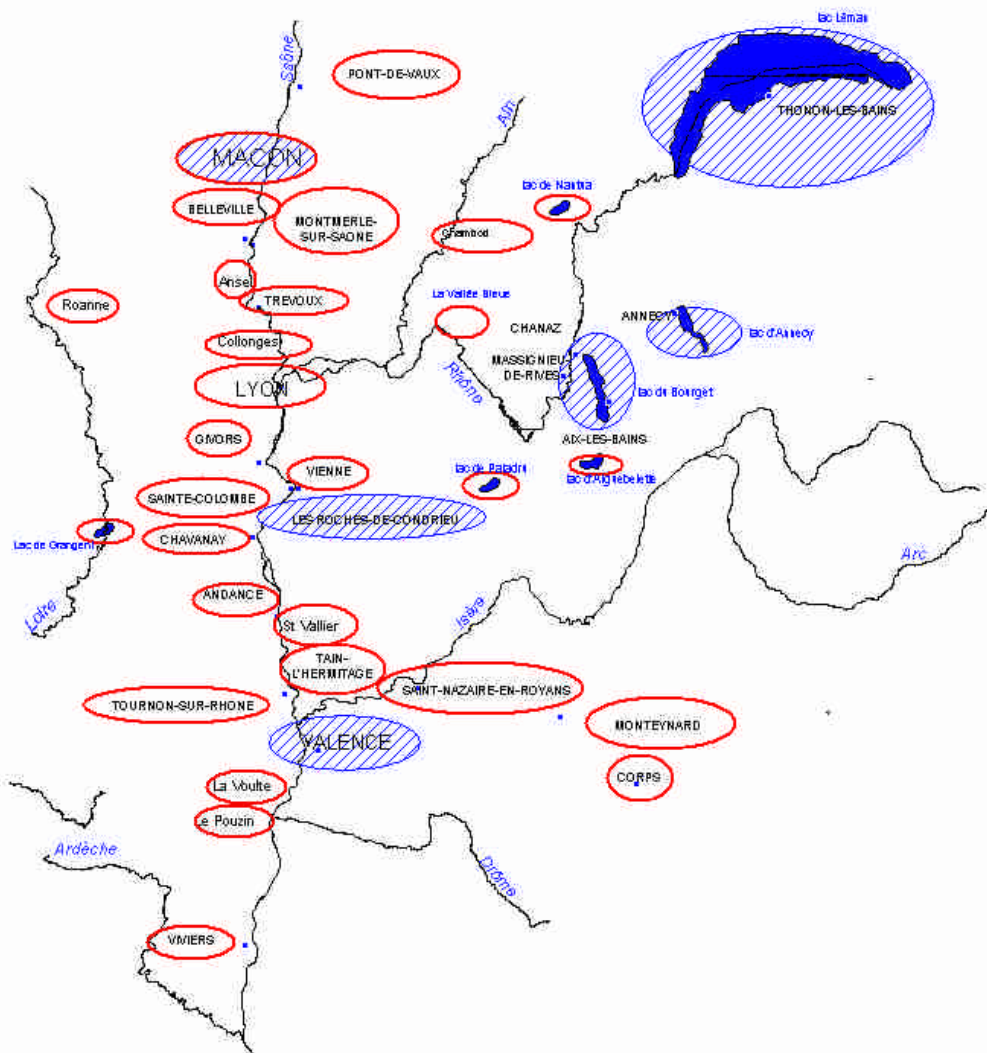 lac Léman
Saône
PONT-DE-VAUX
THONON-LES-BAINS
Ain
MACON
lac de Nantua
BELLEVILLE
MONTMERLE-
SUR-SAONE
Chambod
Anse
TREVOUX
Roanne
La Vallée Bleue
CHANAZ
ANNECY
lac d'Annecy
Collonges
MASSIGNIEU
DE-RIVES
Rhône
LYON
lac du Bourget
GIVORS
AIX-LES-BAINS
VIENNE
lac de Paladru
lac d'Aiguebelette
SAINTE-COLOMBE
LES ROCHES-DE-CONDRIEU
Lac de Grangent
CHAVANAY
Arc
ANDANCE
Loire
Isère
St Vallier
TAIN-
L'HERMITAGE
SAINT-NAZAIRE-EN-ROYANS
TOURNON-SUR-RHONE
MONTEYNARD
VALENCE
La Voulte
CORPS
Le Pouzin
Ardèche
Drôme
VIVIERS